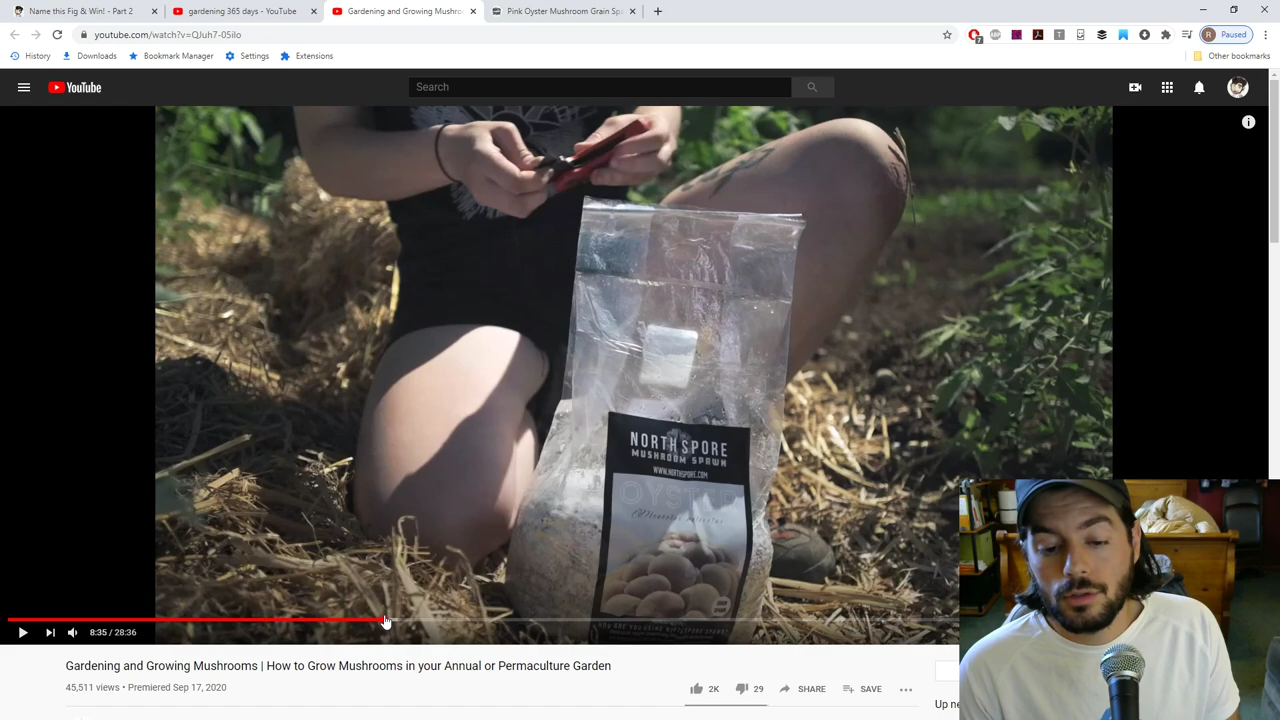 Name this Fig & Win! - Part 2
gardening 365 days - YouTube
Gardening and Growing Mushro
Pink Oyster Mushroom Grain Sp
youtube.com/watch?v=QJuh7-05iIo
7
R
Paused
History
Downloads
Bookmark Manager
Settings
Extensions
Other bookmarks
YouTube
Search
NORTH SPORE
MUSHROOM SPAWN
WWW.NORTHSPORE.COM
OYSTER
8:35 / 28:36
Gardening and Growing Mushrooms | How to Grow Mushrooms in your Annual or Permaculture Garden
45,511 views • Premiered Sep 17, 2020
2K
29
SHARE
SAVE
Up ne